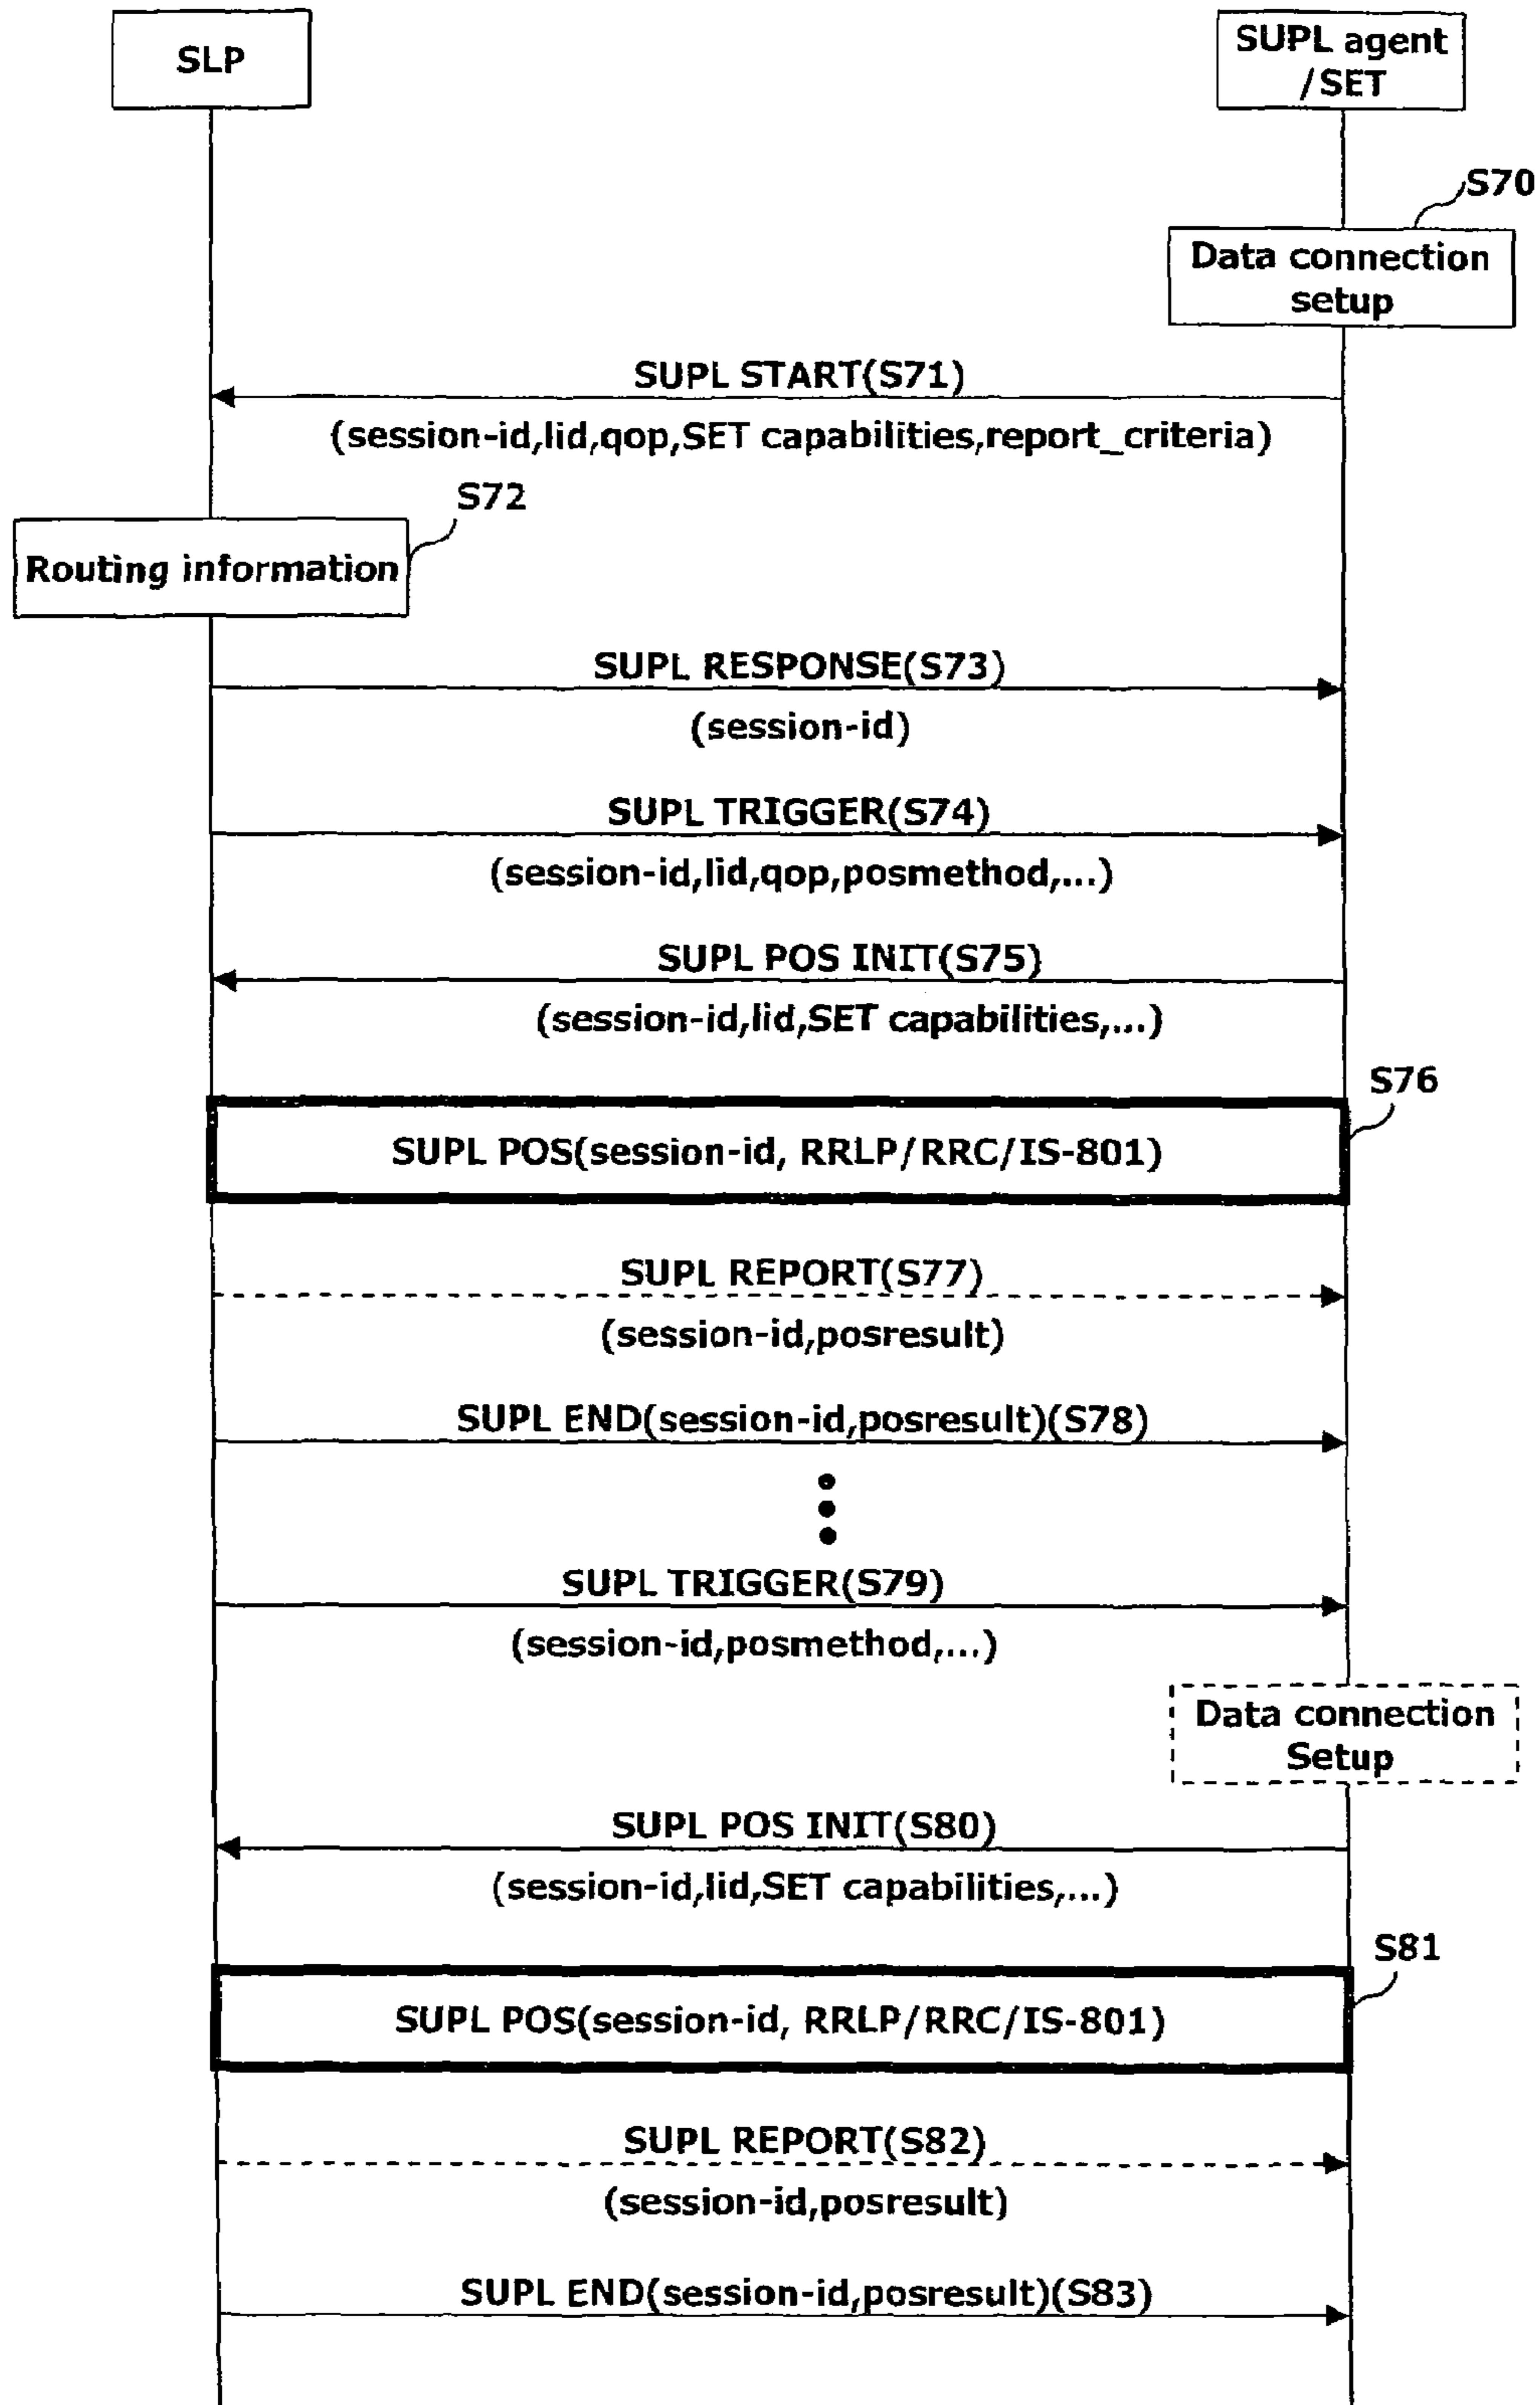 SLP
SUPL agent
/SET
S70
Data connection
setup
SUPL START(S71)
(session-id,lid,qop,SET capabilities,report_criteria)
S72
Routing information
SUPL RESPONSE(S73)
(session-id)
SUPL TRIGGER(S74)
(session-id,lid,qop,posmethod,...)
SUPL POS INIT(S75)
(session-id,lid,SET capabilities,...)
S76
SUPL POS(session-id, RRLP/RRC/IS-801)
SUPL REPORT(S77)
(session-id,posresult)
SUPL END(session-id,posresult)(S78)
SUPL TRIGGER(S79)
(session-id,posmethod,...)
Data connection
Setup
SUPL POS INIT(S80)
(session-id,lid,SET capabilities,...)
S81
SUPL POS(session-id, RRLP/RRC/IS-801)
SUPL REPORT(S82)
(session-id,posresult)
SUPL END(session-id,posresult)(S83)